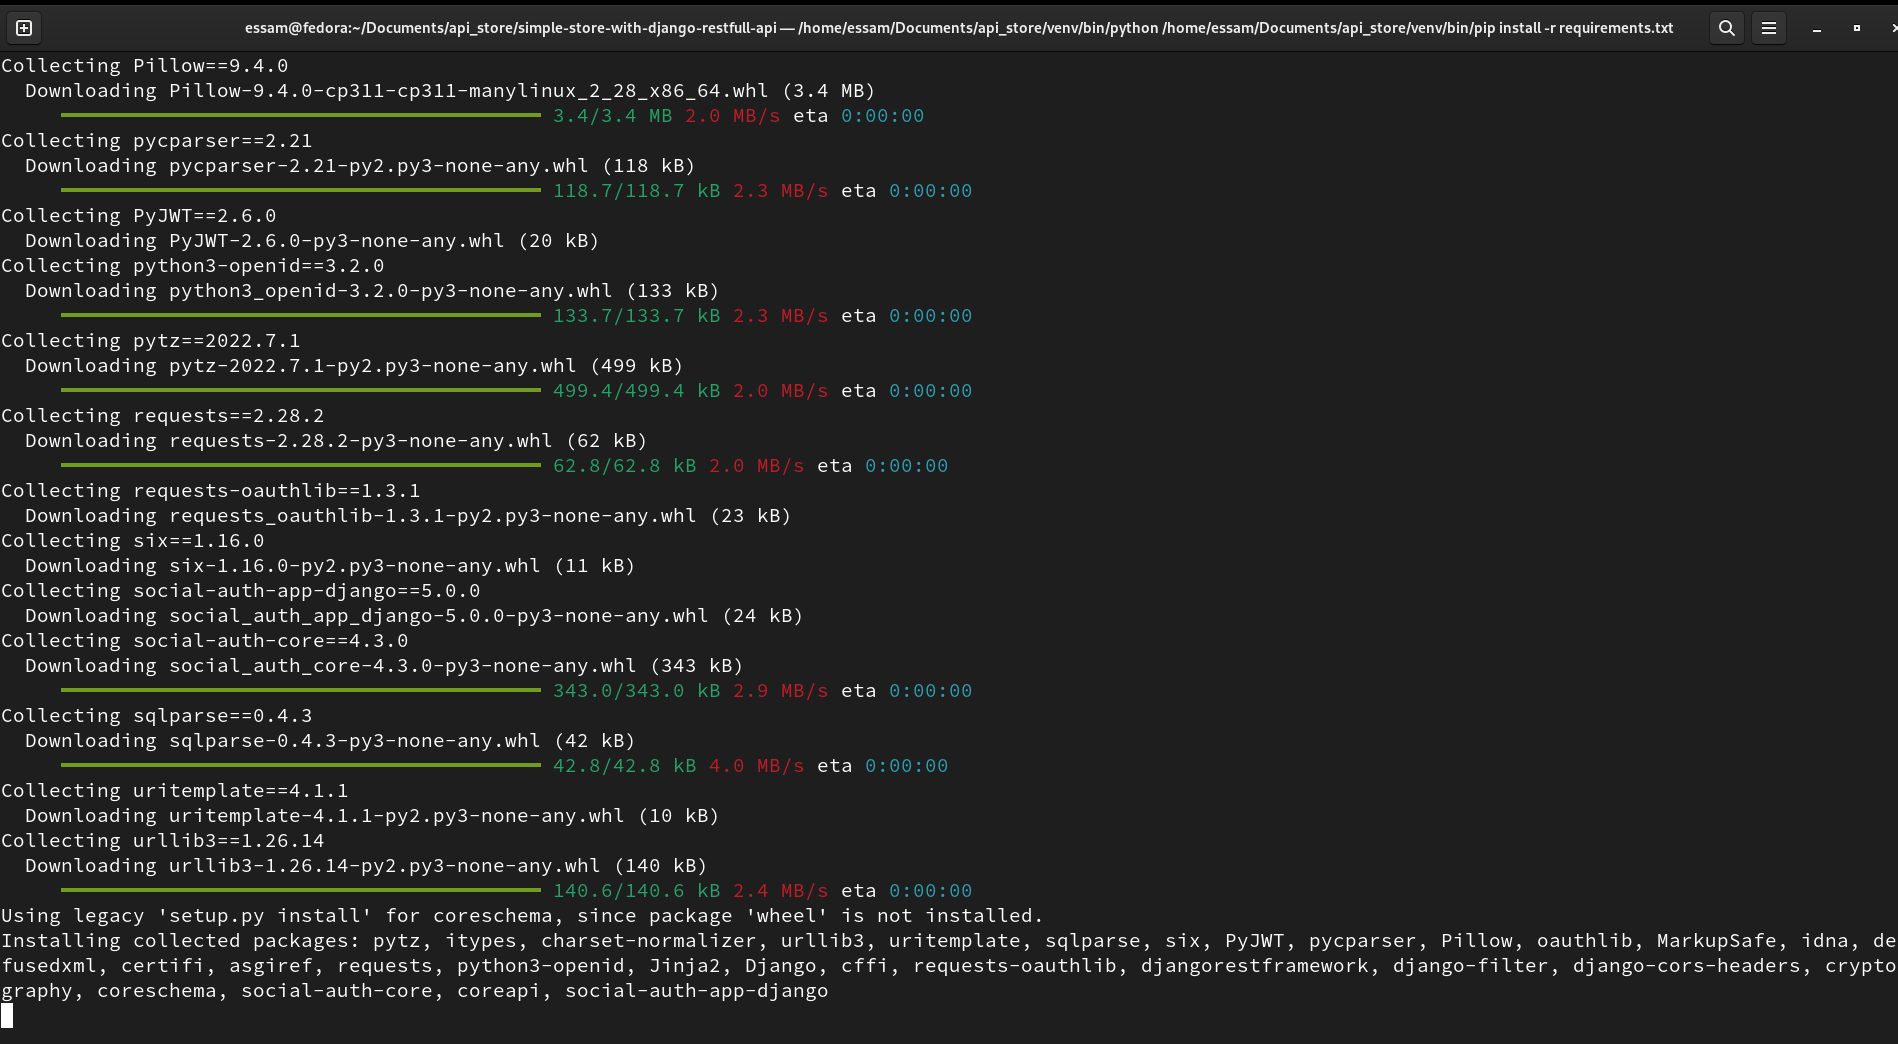 essam@fedora:~/Documents/api_store/simple-store-with-django-restfull-api — /home/essam/Documents/api_store/venv/bin/python /home/essam/Documents/api_store/venv/bin/pip install -r requirements.txt
Collecting Pillow==9.4.0
Downloading Pillow-9.4.0-cp311-cp311-manylinux_2_28_x86_64.whl (3.4 MB)
3.4/3.4 MB 2.0 MB/s eta 0:00:00
Collecting pycparser==2.21
Downloading pycparser-2.21-py2.py3-none-any.whl (118 kB)
118.7/118.7 kB 2.3 MB/s eta 0:00:00
Collecting PyJWT==2.6.0
Downloading PyJWT-2.6.0-py3-none-any.whl (20 kB)
Collecting python3-openid==3.2.0
Downloading python3_openid-3.2.0-py3-none-any.whl (133 kB)
133.7/133.7 kB 2.3 MB/s eta 0:00:00
Collecting pytz==2022.7.1
Downloading pytz-2022.7.1-py2.py3-none-any.whl (499 kB)
499.4/499.4 kB 2.0 MB/s eta 0:00:00
Collecting requests==2.28.2
Downloading requests-2.28.2-py3-none-any.whl (62 kB)
62.8/62.8 kB 2.0 MB/s eta 0:00:00
Collecting requests-oauthlib==1.3.1
Downloading requests_oauthlib-1.3.1-py2.py3-none-any.whl (23 kB)
Collecting six==1.16.0
Downloading six-1.16.0-py2.py3-none-any.whl (11 kB)
Collecting social-auth-app-django==5.0.0
Downloading social_auth_app_django-5.0.0-py3-none-any.whl (24 kB)
Collecting social-auth-core==4.3.0
Downloading social_auth_core-4.3.0-py3-none-any.whl (343 kB)
343.0/343.0 kB 2.9 MB/s eta 0:00:00
Collecting sqlparse==0.4.3
Downloading sqlparse-0.4.3-py3-none-any.whl (42 kB)
42.8/42.8 kB 4.0 MB/s eta 0:00:00
Collecting uritemplate==4.1.1
Downloading uritemplate-4.1.1-py2.py3-none-any.whl (10 kB)
Collecting urllib3==1.26.14
Downloading urllib3-1.26.14-py2.py3-none-any.whl (140 kB)
140.6/140.6 kB 2.4 MB/s eta 0:00:00
Using legacy 'setup.py install' for coreschema, since package 'wheel' is not installed.
Installing collected packages: pytz, itypes, charset-normalizer, urllib3, uritemplate, sqlparse, six, PyJWT, pycparser, Pillow, oauthlib, MarkupSafe, idna, de
fusedxml, certifi, asgiref, requests, python3-openid, Jinja2, Django, cffi, requests-oauthlib, djangorestframework, django-filter, django-cors-headers, crypto
graphy, coreschema, social-auth-core, coreapi, social-auth-app-django